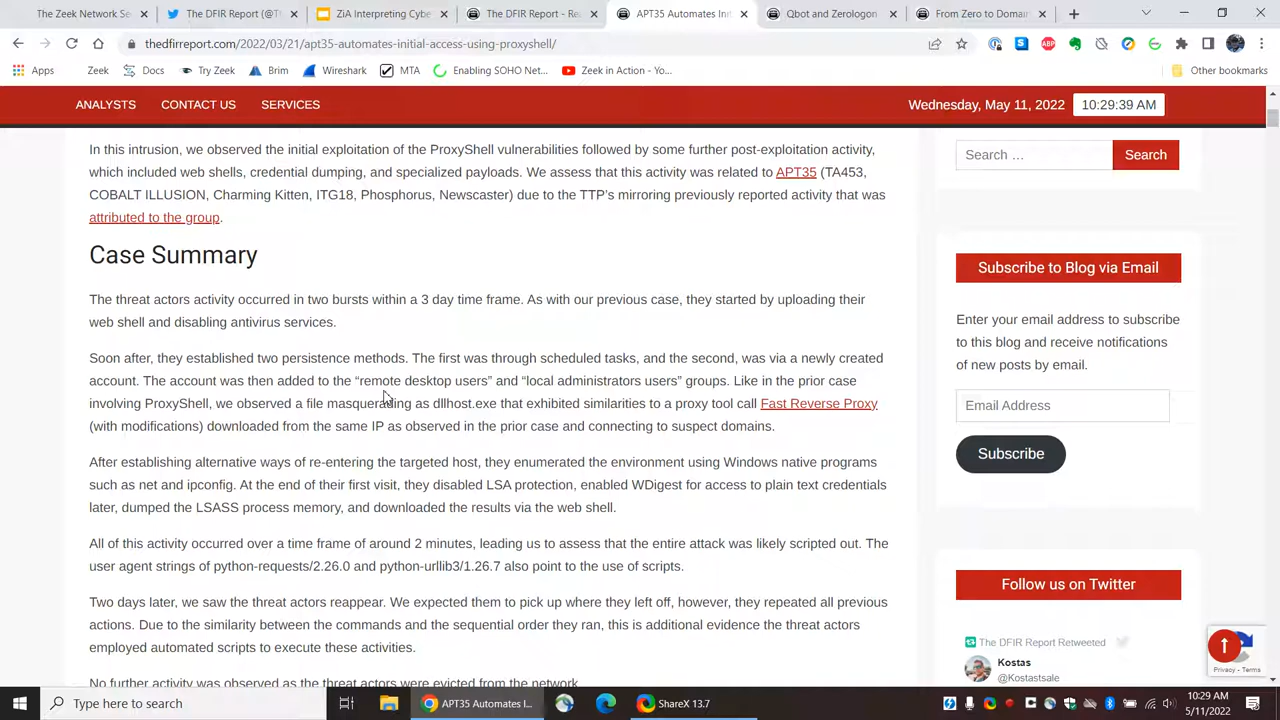 The Zeek Network Se
The DFIR Report (@T
ZiA Interpreting Cybe
The DFIR Report - Re
APT35 Automates Ini
Qbot and Zerologon
From Zero to Domai
thedfirreport.com/2022/03/21/apt35-automates-initial-access-using-proxyshell/
Apps
Zeek
Docs
Try Zeek
Brim
Wireshark
MTA
Enabling SOHO Net...
Zeek in Action - Yo...
Other bookmarks
ANALYSTS
CONTACT US
SERVICES
Wednesday, May 11, 2022
10:29:39 AM
In this intrusion, we observed the initial exploitation of the ProxyShell vulnerabilities followed by some further post-exploitation activity,
which included web shells, credential dumping, and specialized payloads. We assess that this activity was related to APT35 (TA453,
COBALT ILLUSION, Charming Kitten, ITG18, Phosphorus, Newscaster) due to the TTP's mirroring previously reported activity that was
attributed to the group.
Case Summary
The threat actors activity occurred in two bursts within a 3 day time frame. As with our previous case, they started by uploading their
web shell and disabling antivirus services.
Soon after, they established two persistence methods. The first was through scheduled tasks, and the second, was via a newly created
account. The account was then added to the “remote desktop users” and “local administrators users” groups. Like in the prior case
involving ProxyShell, we observed a file masquerading as dllhost.exe that exhibited similarities to a proxy tool call Fast Reverse Proxy
(with modifications) downloaded from the same IP as observed in the prior case and connecting to suspect domains.
After establishing alternative ways of re-entering the targeted host, they enumerated the environment using Windows native programs
such as net and ipconfig. At the end of their first visit, they disabled LSA protection, enabled WDigest for access to plain text credentials
later, dumped the LSASS process memory, and downloaded the results via the web shell.
All of this activity occurred over a time frame of around 2 minutes, leading us to assess that the entire attack was likely scripted out. The
user agent strings of python-requests/2.26.0 and python-urllib3/1.26.7 also point to the use of scripts.
Two days later, we saw the threat actors reappear. We expected them to pick up where they left off, however, they repeated all previous
actions. Due to the similarity between the commands and the sequential order they ran, this is additional evidence the threat actors
employed automated scripts to execute these activities.
No further activity was observed as the threat actors were evicted from the network.
Search …
Search
Subscribe to Blog via Email
Enter your email address to subscribe
to this blog and receive notifications
of new posts by email.
Email Address
Subscribe
Follow us on Twitter
The DFIR Report Retweeted
Kostas
@Kostastsale
Privacy - Terms
Type here to search
APT35 Automates I...
ShareX 13.7
10:29 AM
5/11/2022